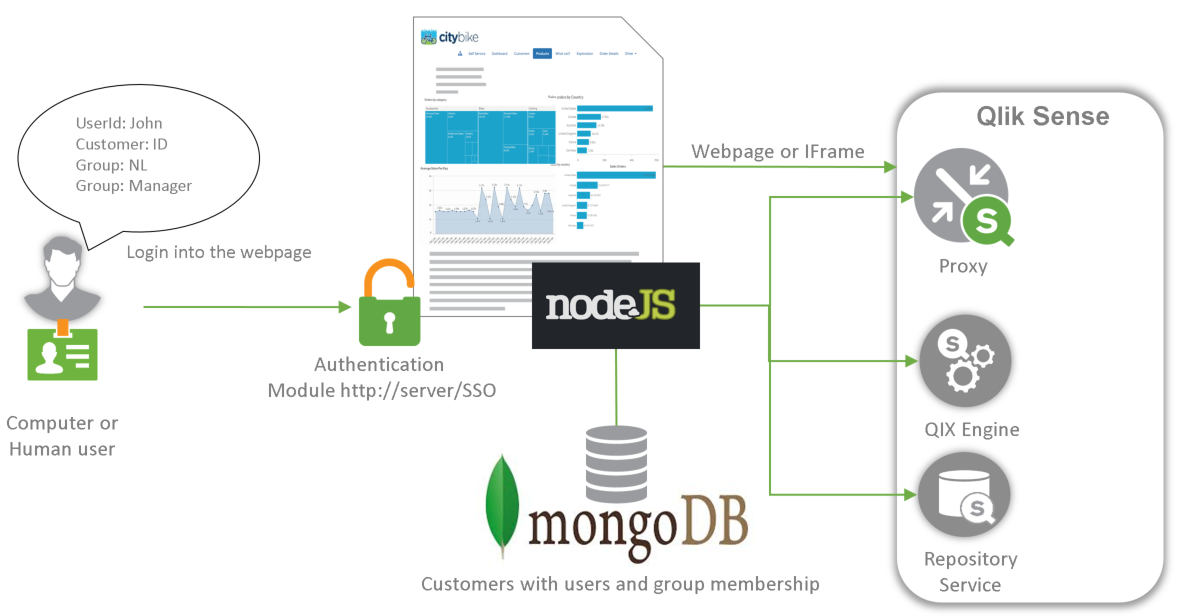 citybike
Self Service Dashboard Customers Products What can? Exploration Order Details Other
Qlik Sense
UserId: John
Customer: ID
Group: NL
Group: Manager
Login into the webpage
Webpage or IFrame
Proxy
nodeJS
Authentication
Module http://server/SSO
Computer or
Human user
QIX Engine
mongoDB
Customers with users and group membership
Repository
Service